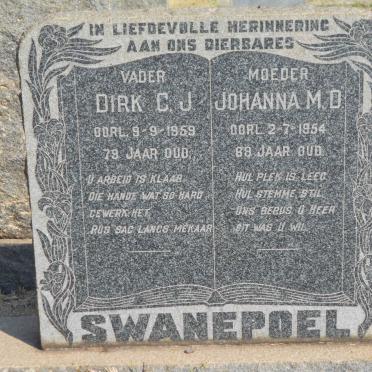 IN LIEFDEVOLLE HERINNERING
AAN ONS DIERBARES
VADER
DIRK C. J.
OORL. 9-9-1959
79 JAAR OUD
U ARBEID IS KLAAR
DIE HANDE WAT SO HARD
GEWERK HET,
RUS SAG LANGS MEKAAR
MOEDER
JOHANNA M. D.
OORL. 2-7-1954
68 JAAR OUD
HUL PLEK IS LEEG
HUL STEMME STIL
ONS BERUS O HEER
DIT WAS U WIL.
SWANEPOEL